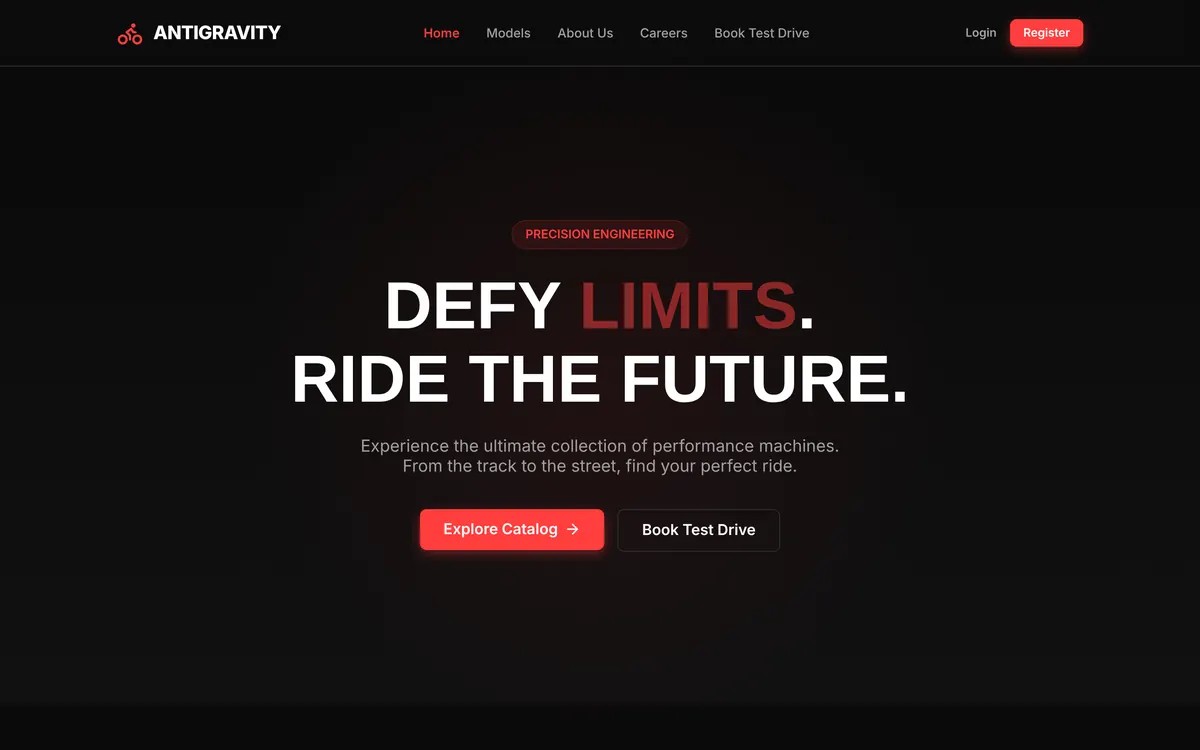 ANTIGRAVITY
Home Models About Us Careers Book Test Drive
Login Register
PRECISION ENGINEERING
DEFY LIMITS.
RIDE THE FUTURE.
Experience the ultimate collection of performance machines.
From the track to the street, find your perfect ride.
Explore Catalog →
Book Test Drive